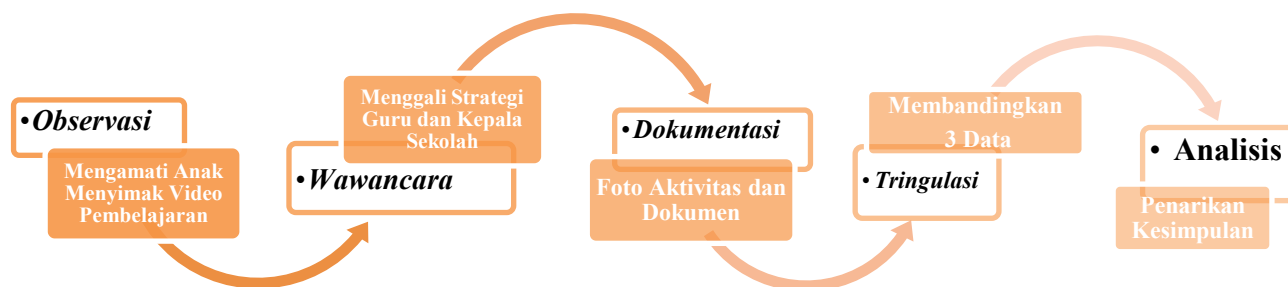 •Observasi
Mengamati Anak
Menyimak Video
Pembelajaran
Menggali Strategi
Guru dan Kepala
Sekolah
•Wawancara
•Dokumentasi
Foto Aktivitas dan
Dokumen
Membandingkan
3 Data
• Tringulasi
• Analisis
Penarikan
Kesimpulan